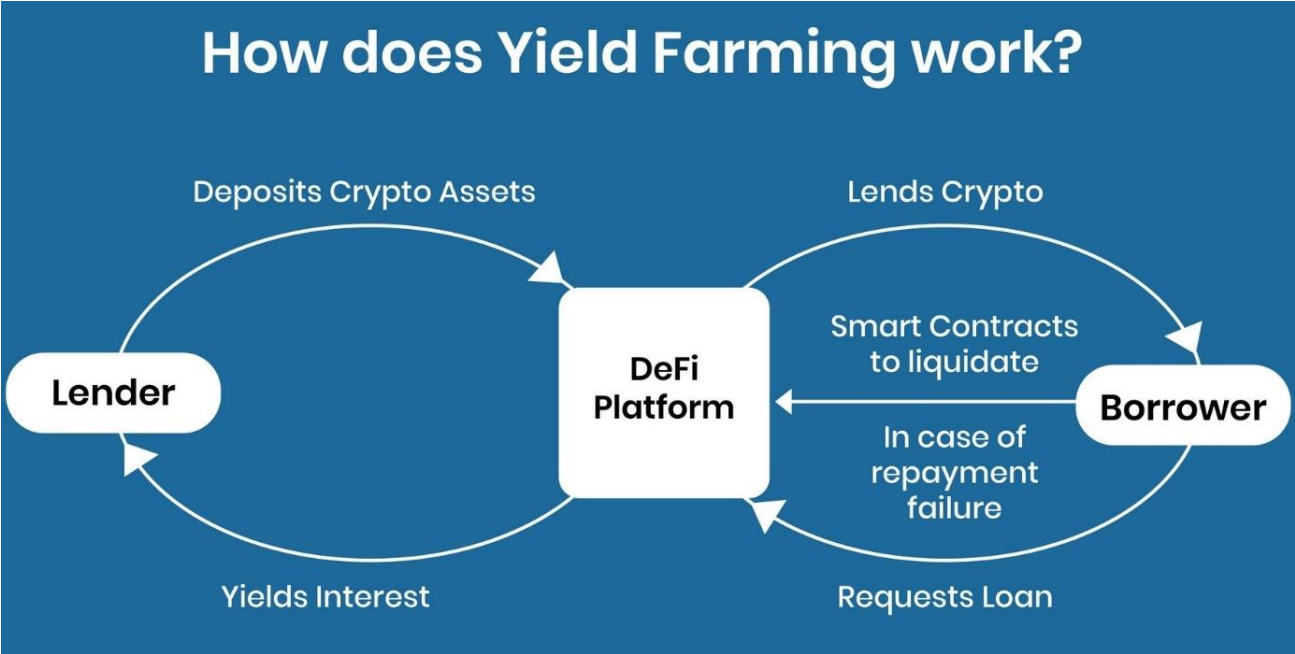 How does Yield Farming work?
Deposits Crypto Assets
Lends Crypto
Smart Contracts
to liquidate
DeFi
Platform
Lender
Borrower
In case of
repayment
failure
Yields Interest
Requests Loan